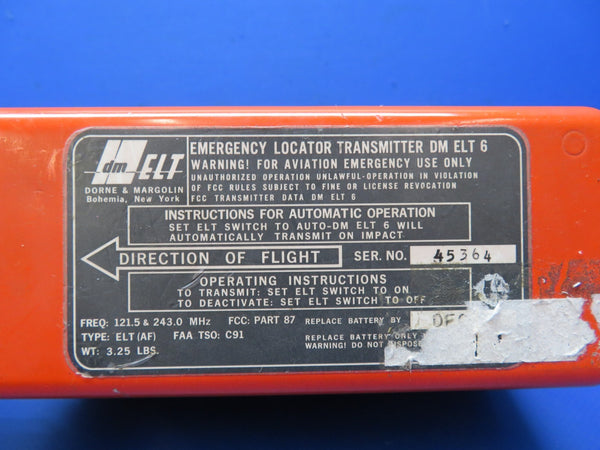 dm ELT
DORNE & MARGOLIN
Bohemia, New York
EMERGENCY LOCATOR TRANSMITTER DM ELT 6
WARNING! FOR AVIATION EMERGENCY USE ONLY
UNAUTHORIZED OPERATION UNLAWFUL-OPERATION IN VIOLATION
OF FCC RULES SUBJECT TO FINE OR LICENSE REVOCATION
FCC TRANSMITTER DATA DM ELT 6
INSTRUCTIONS FOR AUTOMATIC OPERATION
SET ELT SWITCH TO AUTO-DM ELT 6 WILL
AUTOMATICALLY TRANSMIT ON IMPACT
DIRECTION OF FLIGHT
SER. NO. 45364
OPERATING INSTRUCTIONS
TO TRANSMIT: SET ELT SWITCH TO ON
TO DEACTIVATE: SET ELT SWITCH TO OFF
FREQ: 121.5 & 243.0 MHz FCC: PART 87
TYPE: ELT (AF) FAA TSO: C91
WT: 3.25 LBS.
REPLACE BATTERY BY
REPLACE BATTERY ONLY
WARNING! DO NOT